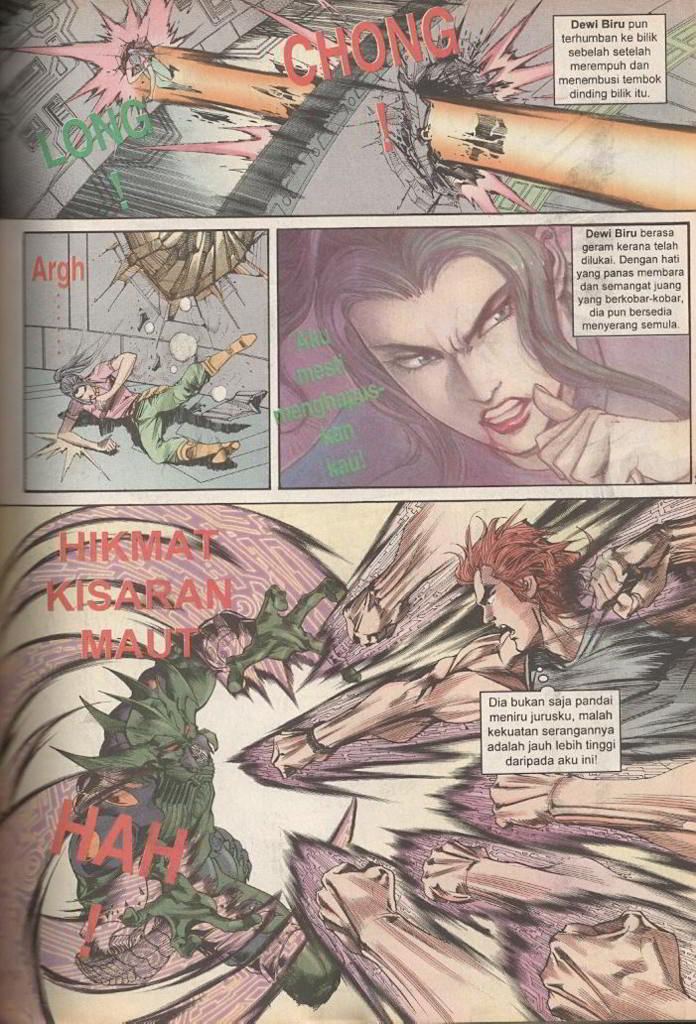 Dewi Biru pun
terhumban ke bilik
sebelah setelah
merempuh dan
menembusi tembok
dinding bilik itu.
CHONG
!
LONG
!
Argh
Dewi Biru berasa
geram kerana telah
dilukai. Dengan hati
yang panas membara
dan semangat juang
yang berkobar-kobar,
dia pun bersedia
menyerang semula.
Aku
mesti
menghapus-
kan
kau!
HIKMAT
KISARAN
MAUT
Dia bukan saja pandai
meniru jurusku, malah
kekuatan serangannya
adalah jauh lebih tinggi
daripada aku ini!
HAH
!